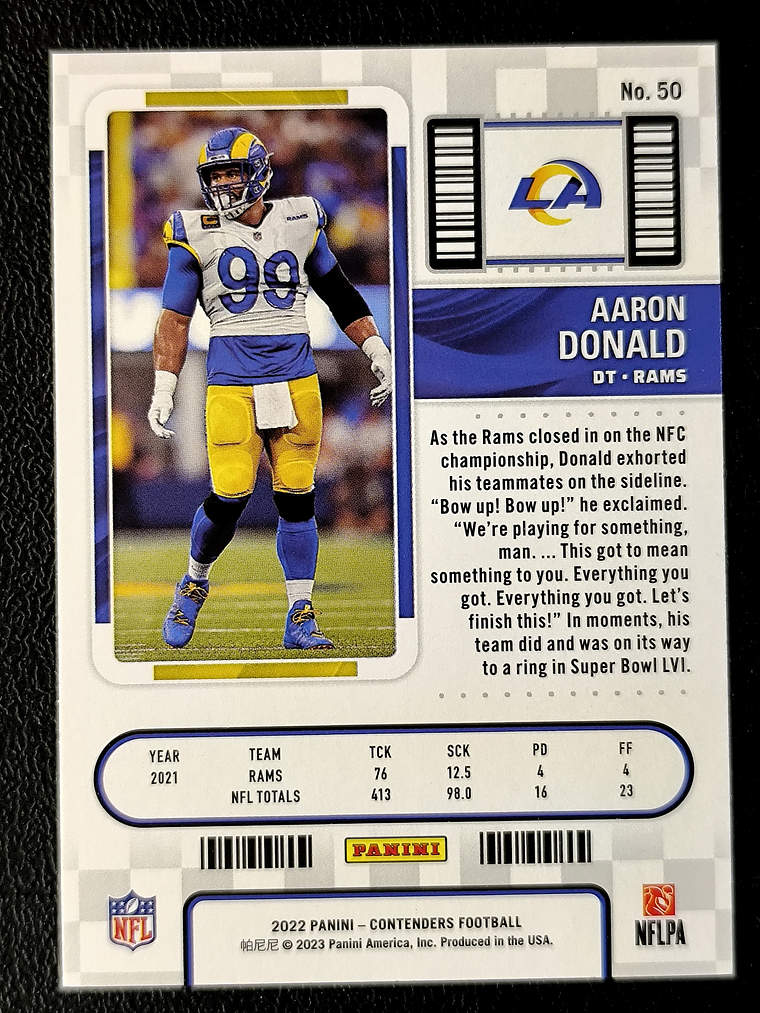 No. 50
LA
RAMS
99
AARON
DONALD
DT • RAMS
As the Rams closed in on the NFC
championship, Donald exhorted
his teammates on the sideline.
“Bow up! Bow up!” he exclaimed.
“We’re playing for something,
man. ... This got to mean
something to you. Everything you
got. Everything you got. Let’s
finish this!” In moments, his
team did and was on its way
to a ring in Super Bowl LVI.
YEAR TEAM TCK SCK PD FF
2021 RAMS 76 12.5 4 4
NFL TOTALS 413 98.0 16 23
PANINI
NFL
2022 PANINI – CONTENDERS FOOTBALL
帕尼尼 © 2023 Panini America, Inc. Produced in the USA.
NFLPA